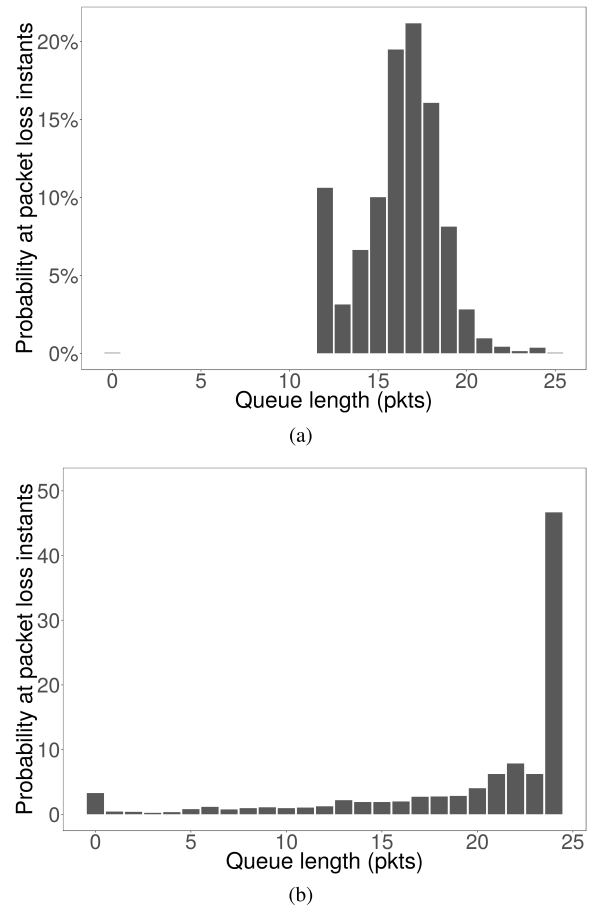 Probability at packet loss instants
20%
15%
10%
5%
0%
0 5 10 15 20 25
Queue length (pkts)
(a)
Probability at packet loss instants
50
40
30
20
10
0
0 5 10 15 20 25
Queue length (pkts)
(b)